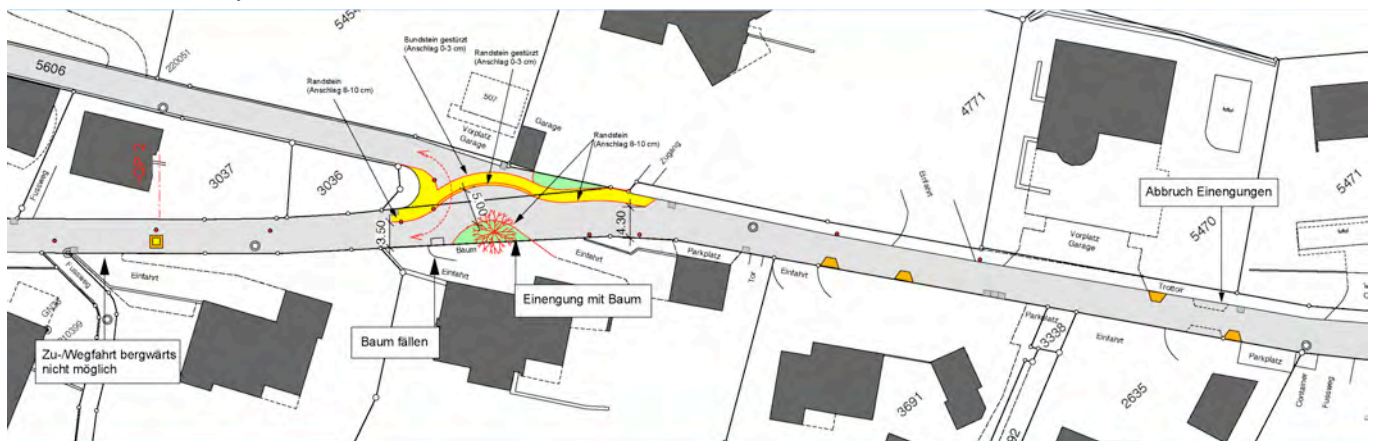 5606
220051
Bundstein gestürzt
(Anschlag 0-3 cm)
Randstein gestürzt
(Anschlag 0-3 cm)
Randstein
(Anschlag 8-10 cm)
507
Vorplatz
Garage
Garage
Randstein
(Anschlag 8-10 cm)
Zugang
4771
Einfahrt
Abbruch Einengungen
5471
5470
Fussweg
3037
3036
3.50
5.00
4.30
Baum
Einfahrt
Einfahrt
Fussweg
Parkplatz
Tor
Einfahrt
Einfahrt
Vorplatz
Garage
Trottoir
Einengung mit Baum
Baum fällen
Zu-/Wegfahrt bergwärts
nicht möglich
Parkplatz
3338
Einfahrt
Parkplatz
3691
2635
Container
Fussweg